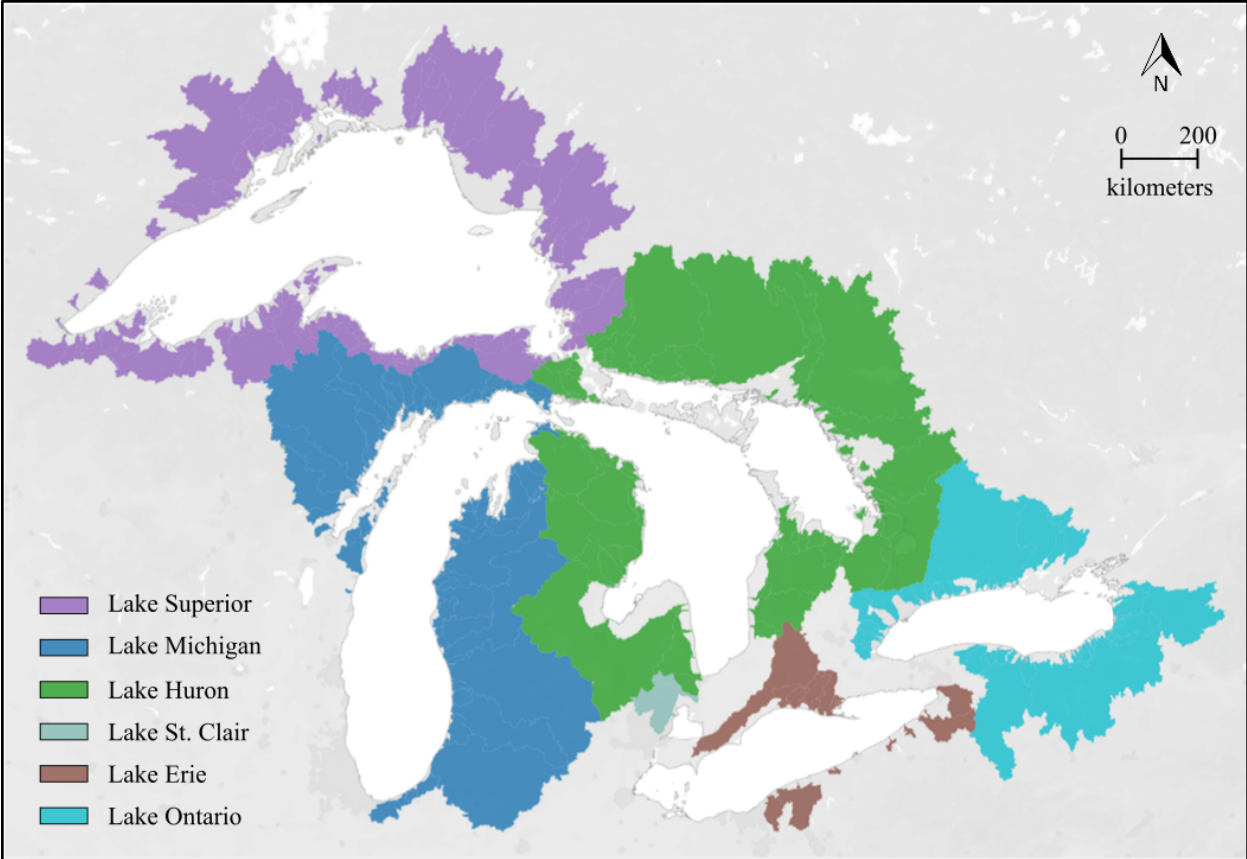 N
0 200
kilometers
Lake Superior
Lake Michigan
Lake Huron
Lake St. Clair
Lake Erie
Lake Ontario